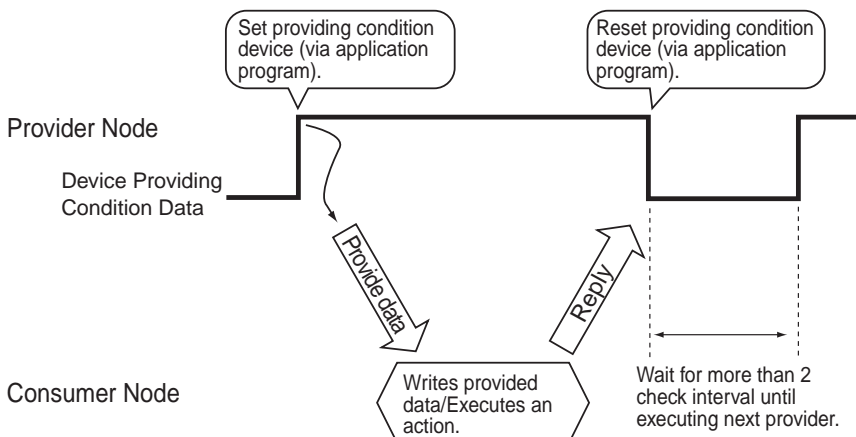 Set providing condition
device (via application
program).
Reset providing condition
device (via application
program).
Provider Node
Device Providing
Condition Data
Provide data
Reply
Consumer Node
Writes provided
data/Executes an
action.
Wait for more than 2
check interval until
executing next provider.